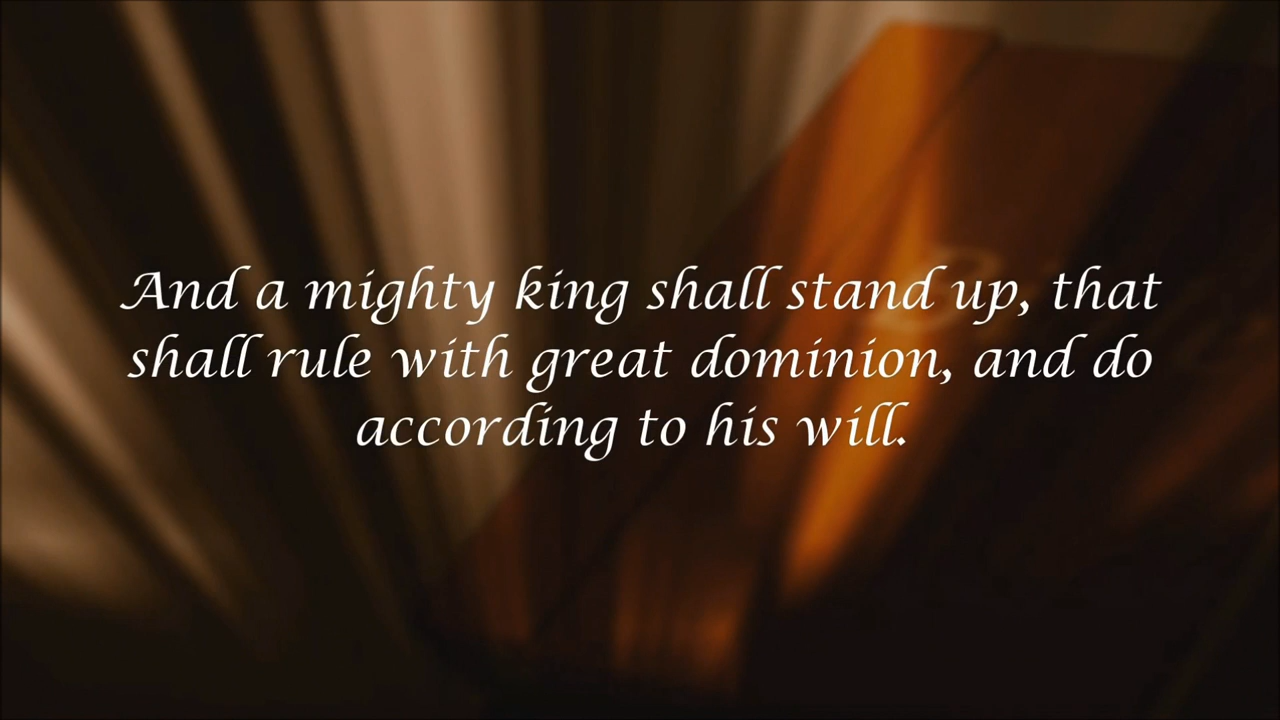 And a mighty king shall stand up, that
shall rule with great dominion, and do
according to his will.